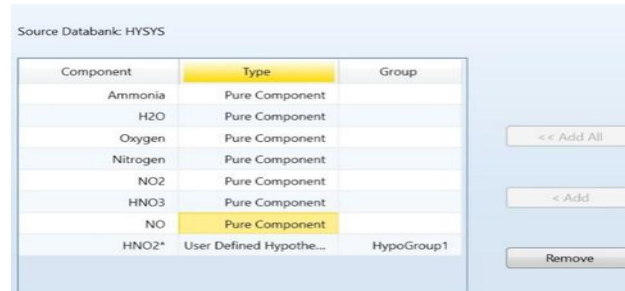 Source Databank: HYSYS
Component Type Group
Ammonia Pure Component
H2O Pure Component
Oxygen Pure Component << Add All
Nitrogen Pure Component
NO2 Pure Component
HNO3 Pure Component < Add
NO Pure Component
HNO2* User Defined Hypothe... HypoGroup1
Remove